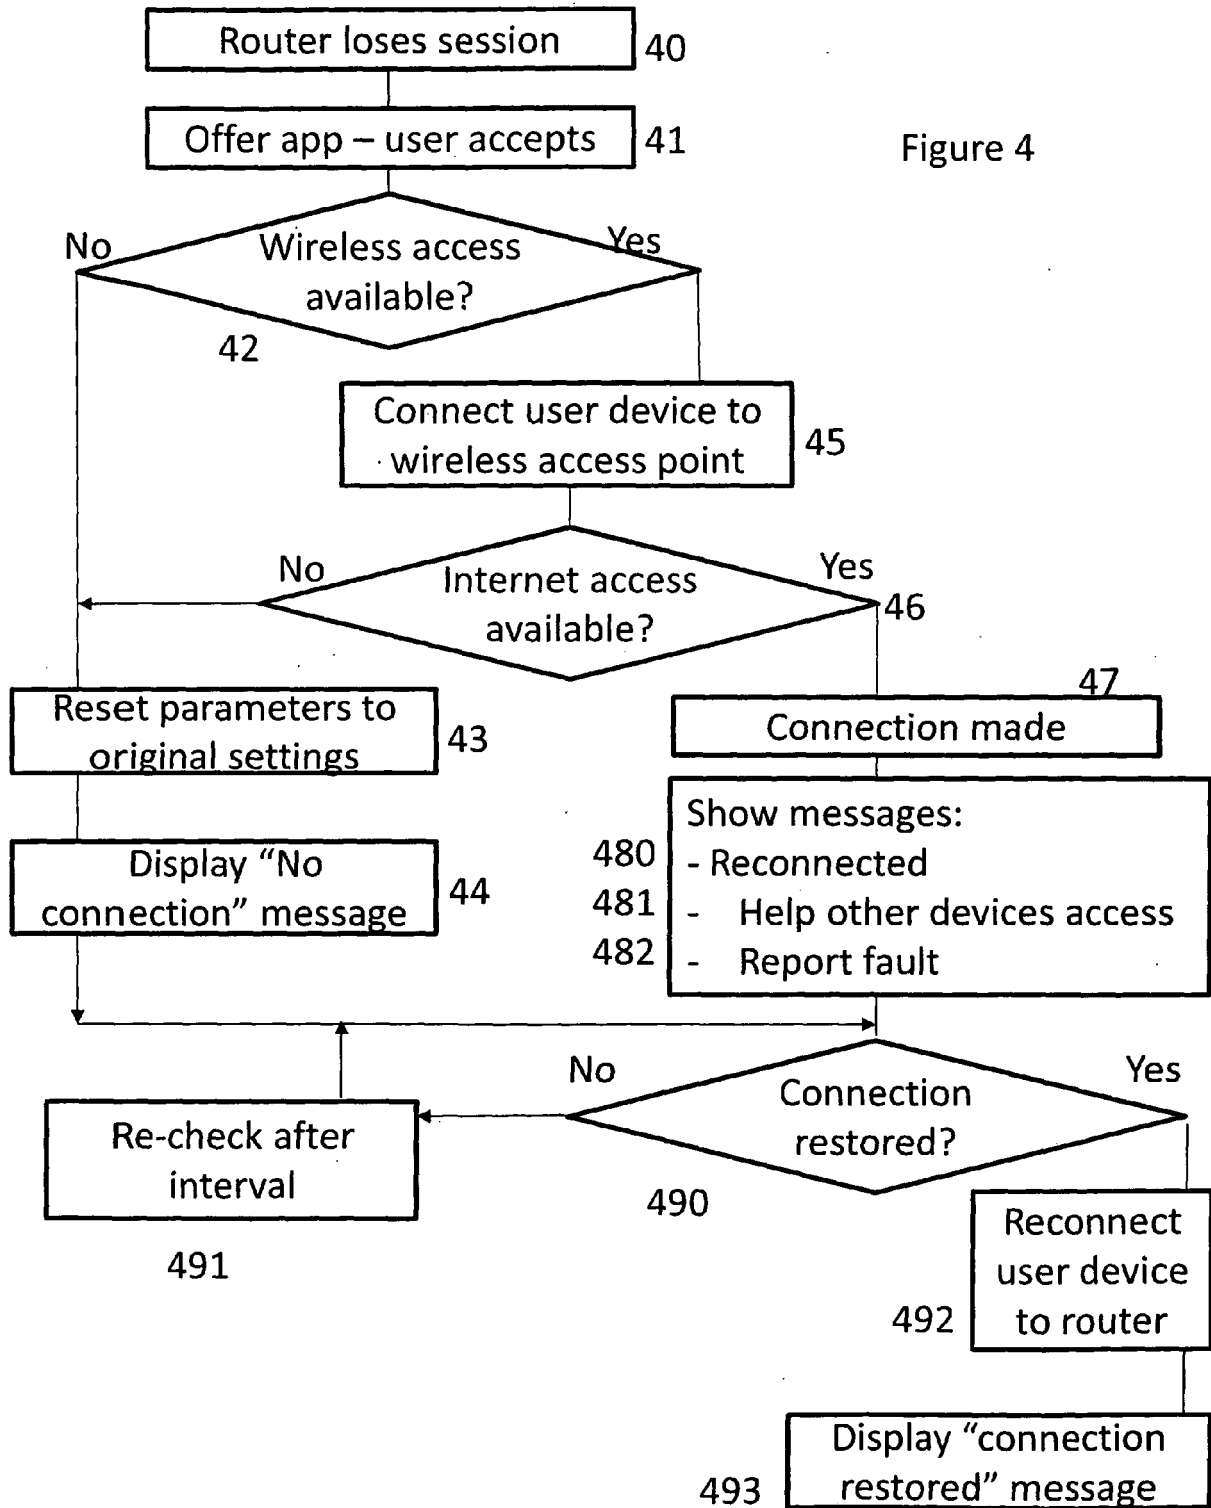 Router loses session
40
Offer app – user accepts
41
Figure 4
No
Yes
Wireless access
available?
42
Connect user device to
wireless access point
45
No
Yes
Internet access
available?
46
Reset parameters to
original settings
43
47
Connection made
Display “No
connection” message
44
Show messages:
480
- Reconnected
481
- Help other devices access
482
- Report fault
No
Yes
Connection
restored?
490
Re-check after
interval
491
Reconnect
user device
to router
492
Display “connection
restored” message
493